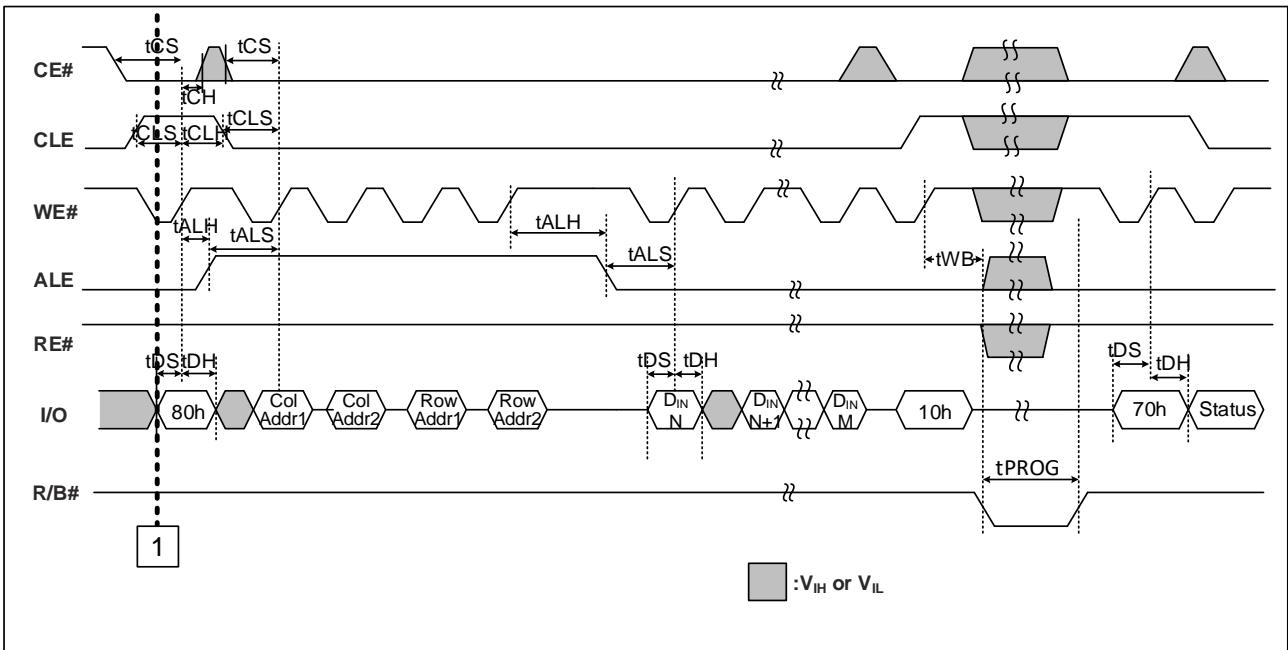 tCS tCS
CE#
tCH
CLE
tCLS tCLH tCLS
WE#
tALH tALH
tALS tALS
ALE
tWB
RE#
tDS tDH tDS tDH tDS tDH
I/O
80h
Col Addr1
Col Addr2
Row Addr1
Row Addr2
DIN N
DIN N+1
DIN M
10h
70h
Status
tPROG
R/B#
1
:VIH or VIL